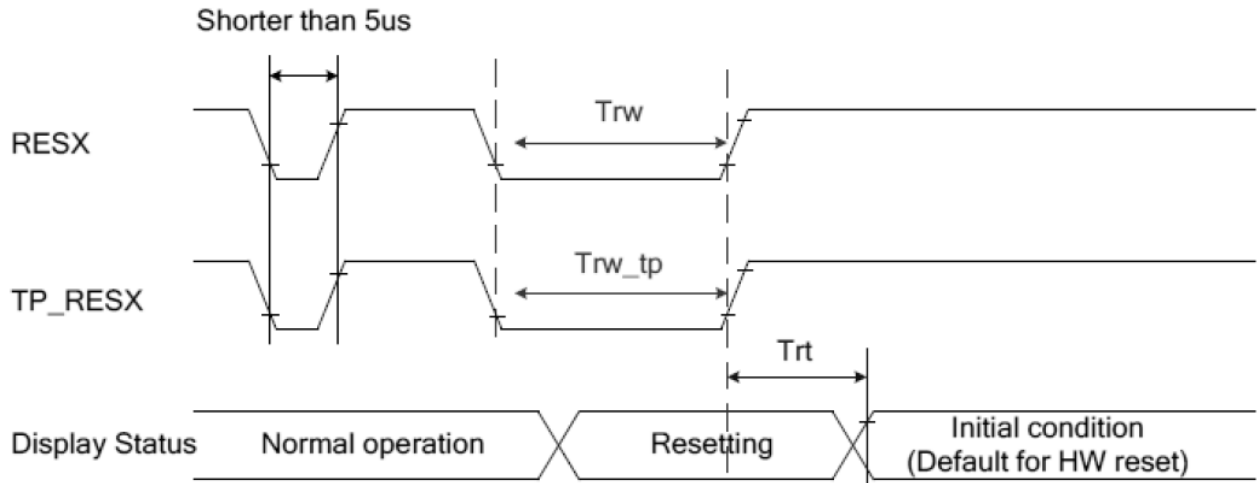 Shorter than 5us
RESX
Trw
TP_RESX
Trw_tp
Trt
Display Status
Normal operation
Resetting
Initial condition
(Default for HW reset)